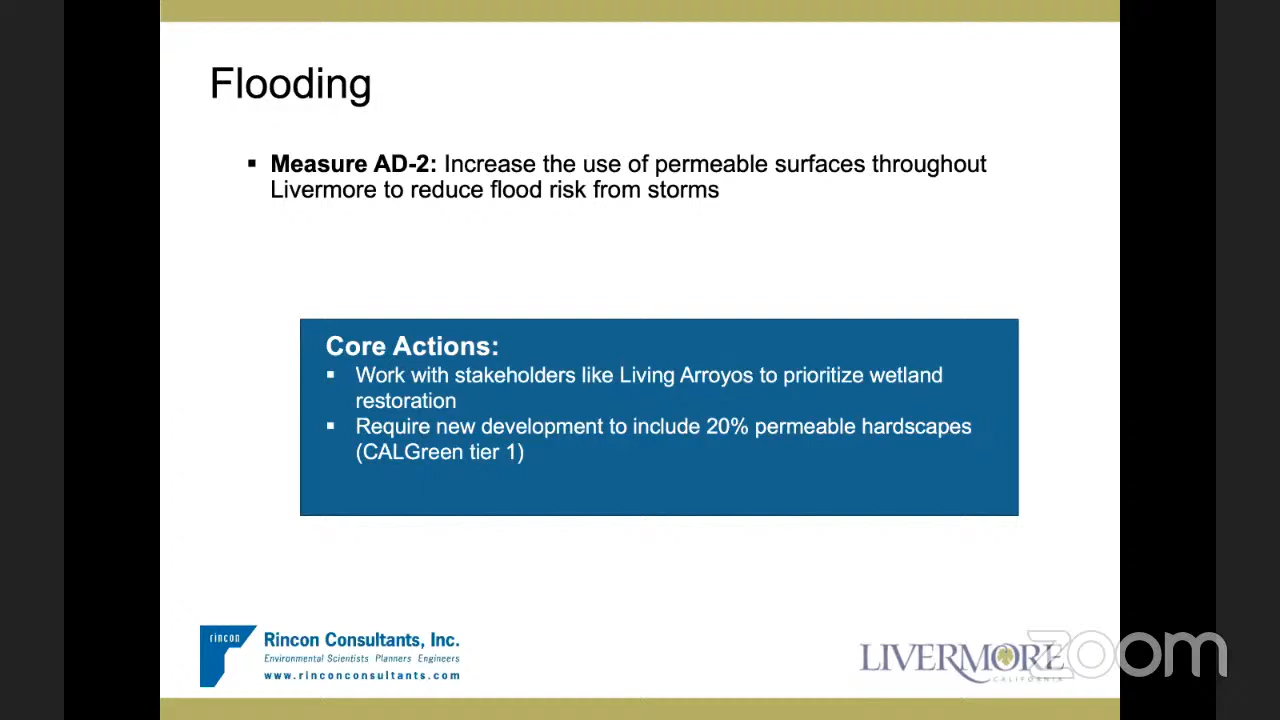 Flooding
▪ Measure AD-2: Increase the use of permeable surfaces throughout
Livermore to reduce flood risk from storms
Core Actions:
▪ Work with stakeholders like Living Arroyos to prioritize wetland
restoration
▪ Require new development to include 20% permeable hardscapes
(CALGreen tier 1)
rincon
Rincon Consultants, Inc.
Environmental Scientists Planners Engineers
www.rinconconsultants.com
LIVERMORE
CALIFORNIA
zoom